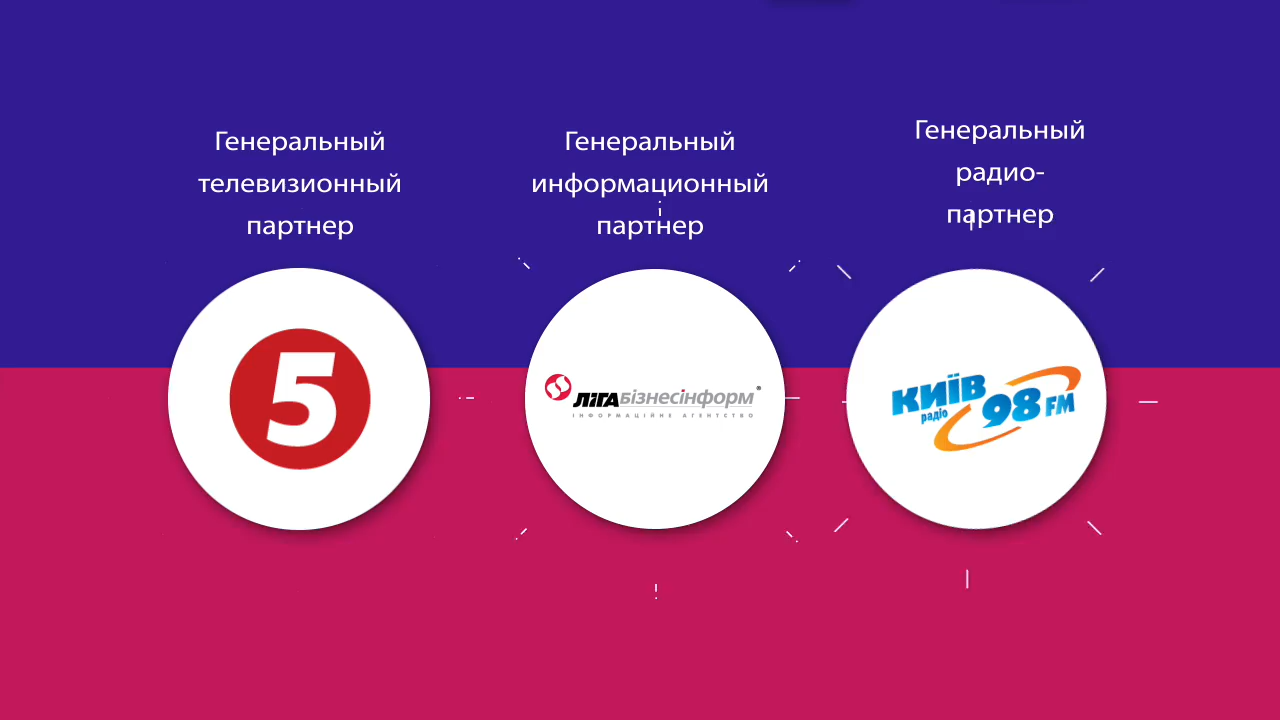 Генеральный
телевизионный
партнер
Генеральный
информационный
партнер
Генеральный
радио-
партнер
5
ЛІГАБІЗНЕСІНФОРМ®
ІНФОРМАЦІЙНЕ АГЕНТСТВО
КИЇВ
радіо
98 FM